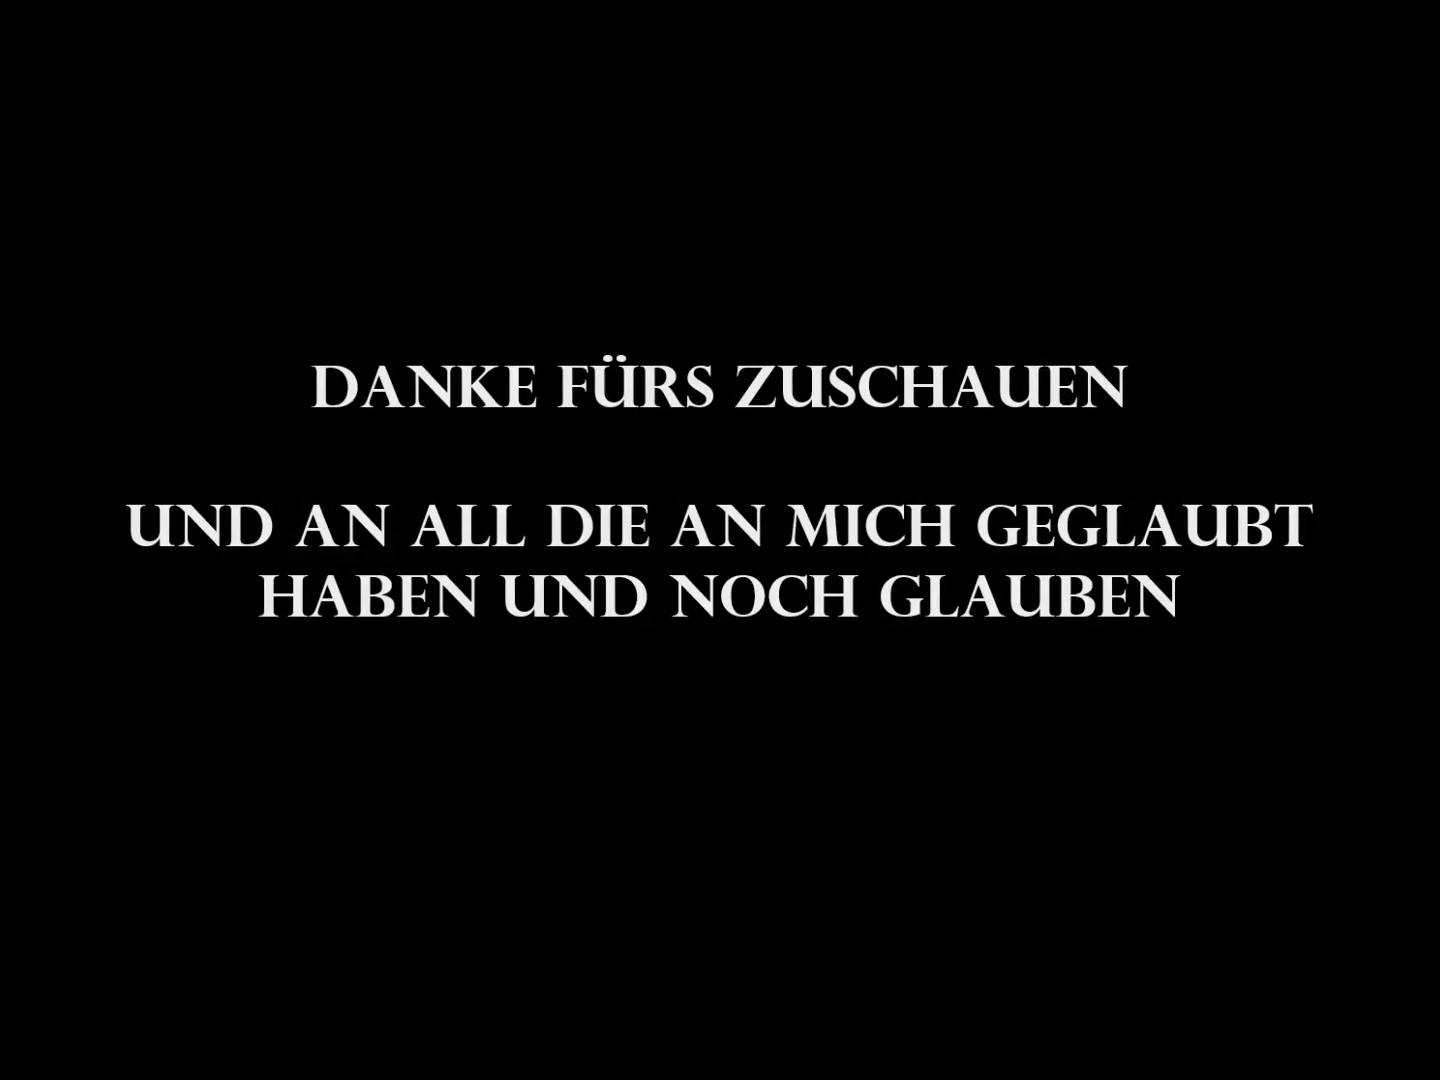 DANKE FÜRS ZUSCHAUEN
UND AN ALL DIE AN MICH GEGLAUBT
HABEN UND NOCH GLAUBEN